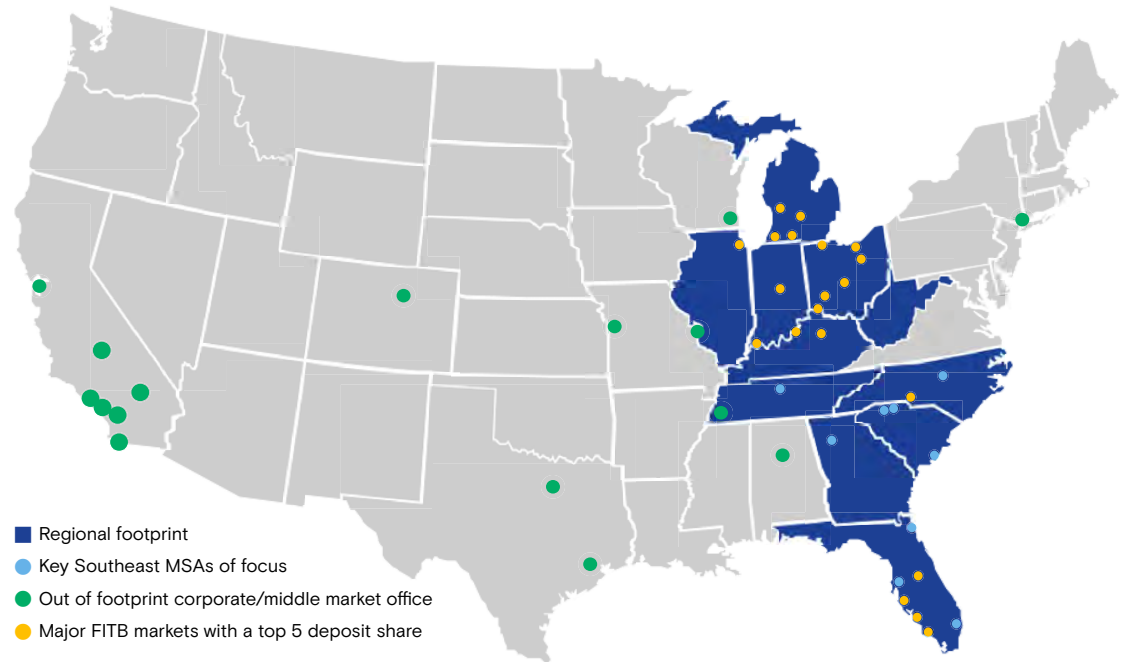 Regional footprint
Key Southeast MSAs of focus
Out of footprint corporate/middle market office
Major FITB markets with a top 5 deposit share